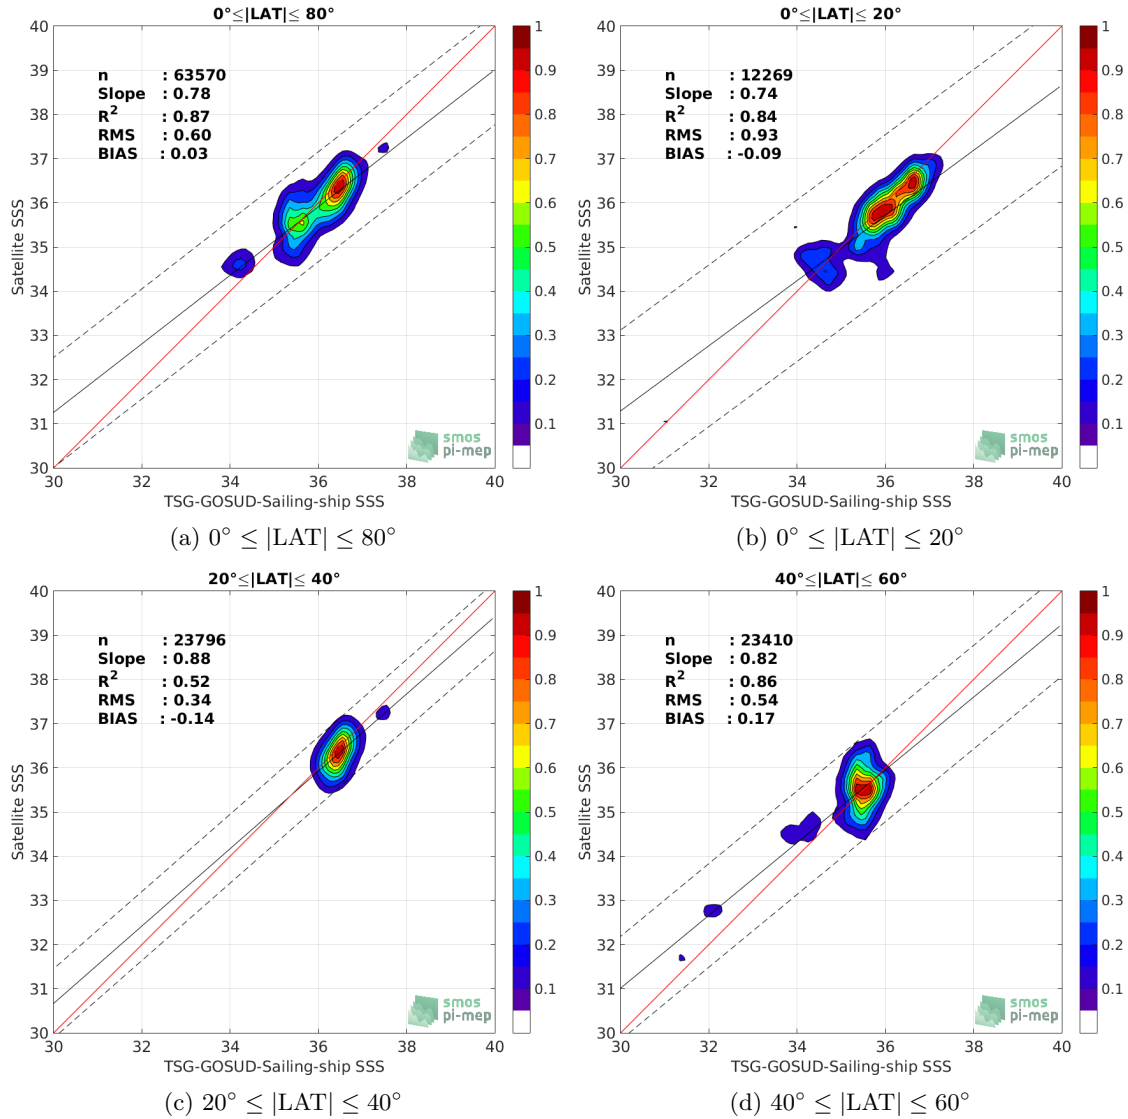 0°≤|LAT|≤ 80°
40
39
38
37
36
35
34
33
32
31
30
Satellite SSS
n : 63570
Slope : 0.78
R² : 0.87
RMS : 0.60
BIAS : 0.03
smos
pi-mep
30 32 34 36 38 40
TSG-GOSUD-Sailing-ship SSS
1
0.9
0.8
0.7
0.6
0.5
0.4
0.3
0.2
0.1
(a) 0° ≤ |LAT| ≤ 80°
0°≤|LAT|≤ 20°
40
39
38
37
36
35
34
33
32
31
30
Satellite SSS
n : 12269
Slope : 0.74
R² : 0.84
RMS : 0.93
BIAS : -0.09
smos
pi-mep
30 32 34 36 38 40
TSG-GOSUD-Sailing-ship SSS
1
0.9
0.8
0.7
0.6
0.5
0.4
0.3
0.2
0.1
(b) 0° ≤ |LAT| ≤ 20°
20°≤|LAT|≤ 40°
40
39
38
37
36
35
34
33
32
31
30
Satellite SSS
n : 23796
Slope : 0.88
R² : 0.52
RMS : 0.34
BIAS : -0.14
smos
pi-mep
30 32 34 36 38 40
TSG-GOSUD-Sailing-ship SSS
1
0.9
0.8
0.7
0.6
0.5
0.4
0.3
0.2
0.1
(c) 20° ≤ |LAT| ≤ 40°
40°≤|LAT|≤ 60°
40
39
38
37
36
35
34
33
32
31
30
Satellite SSS
n : 23410
Slope : 0.82
R² : 0.86
RMS : 0.54
BIAS : 0.17
smos
pi-mep
30 32 34 36 38 40
TSG-GOSUD-Sailing-ship SSS
1
0.9
0.8
0.7
0.6
0.5
0.4
0.3
0.2
0.1
(d) 40° ≤ |LAT| ≤ 60°